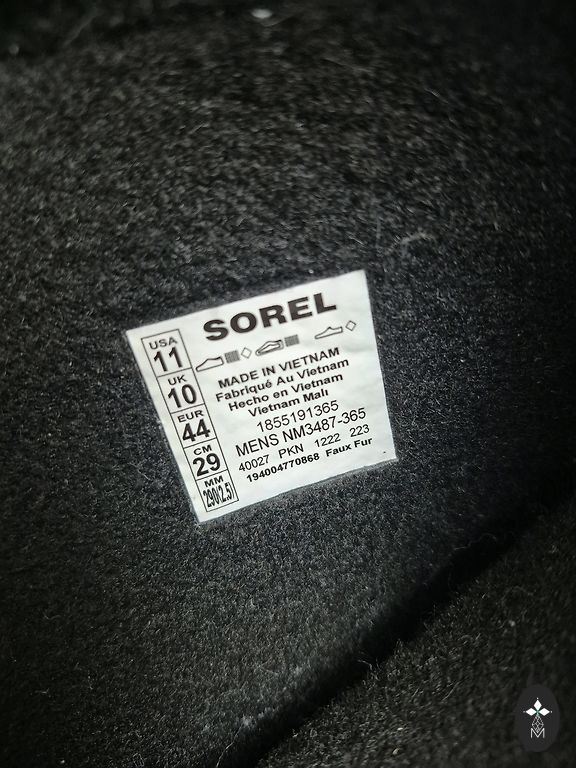 SOREL
USA
11
UK
10
EUR
44
CM
29
MM
290(2.5)
MADE IN VIETNAM
Fabriqué Au Vietnam
Hecho en Vietnam
Vietnam Malı
1855191365
MENS NM3487-365
40027 PKN 1222 223
194004770868 Faux Fur
M